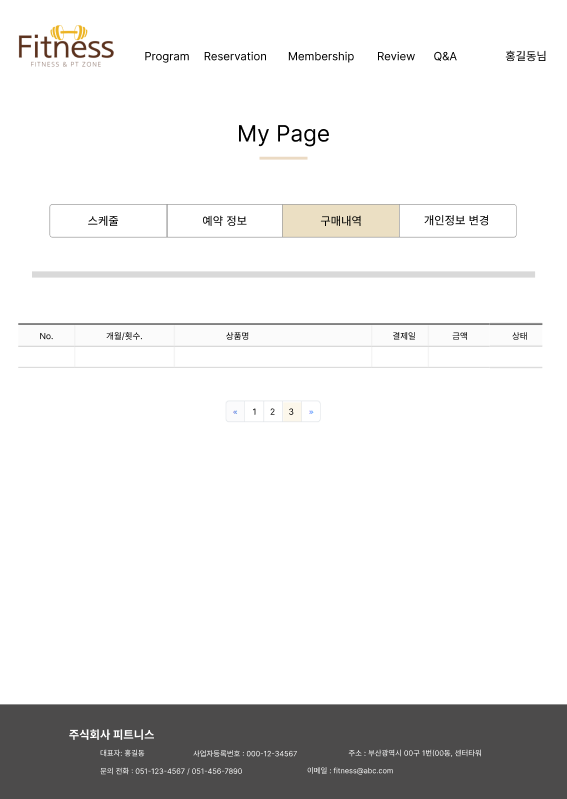 Fitness
FITNESS & PT ZONE
Program Reservation Membership Review Q&A 홍길동님
My Page
스케줄 예약 정보 구매내역 개인정보 변경
No. 개월/횟수. 상품명 결제일 금액 상태
« 1 2 3 »
주식회사 피트니스
대표자: 홍길동 사업자등록번호 : 000-12-34567 주소 : 부산광역시 00구 1번(00동, 센터타워
문의 전화 : 051-123-4567 / 051-456-7890 이메일 : fitness@abc.com